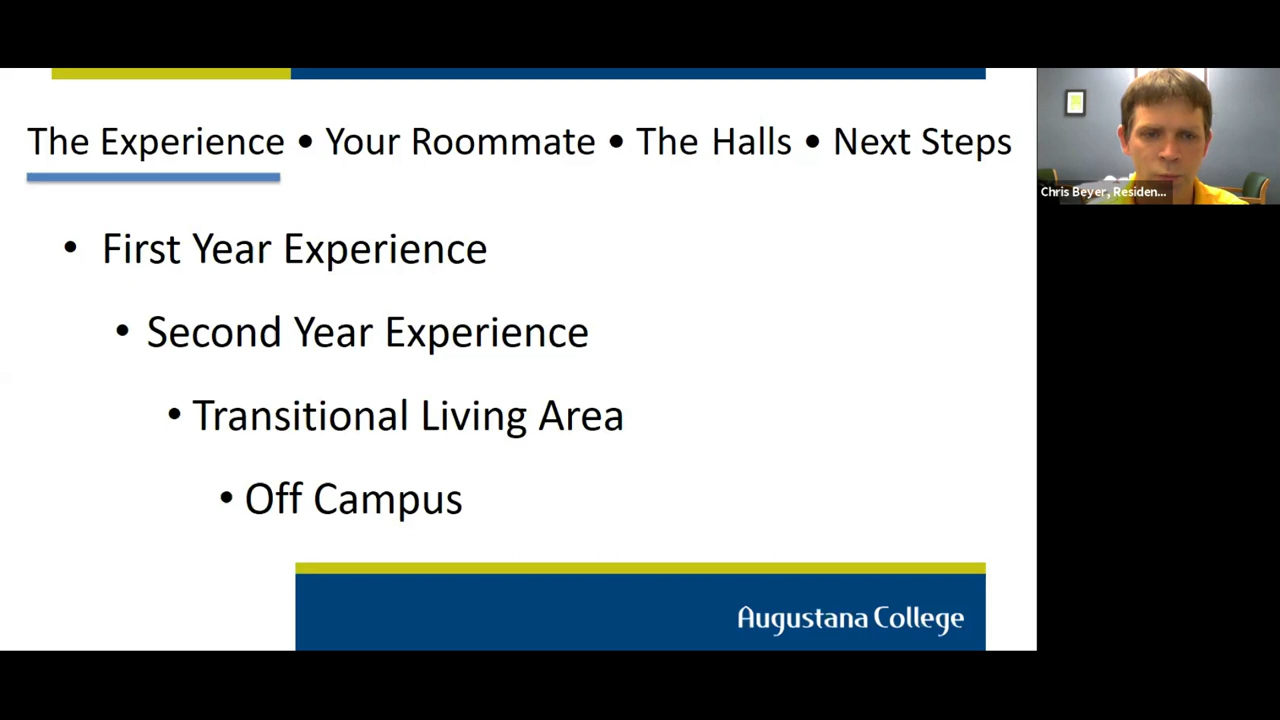 The Experience • Your Roommate • The Halls • Next Steps
Chris Beyer, Residen...
• First Year Experience
• Second Year Experience
• Transitional Living Area
• Off Campus
Augustana College